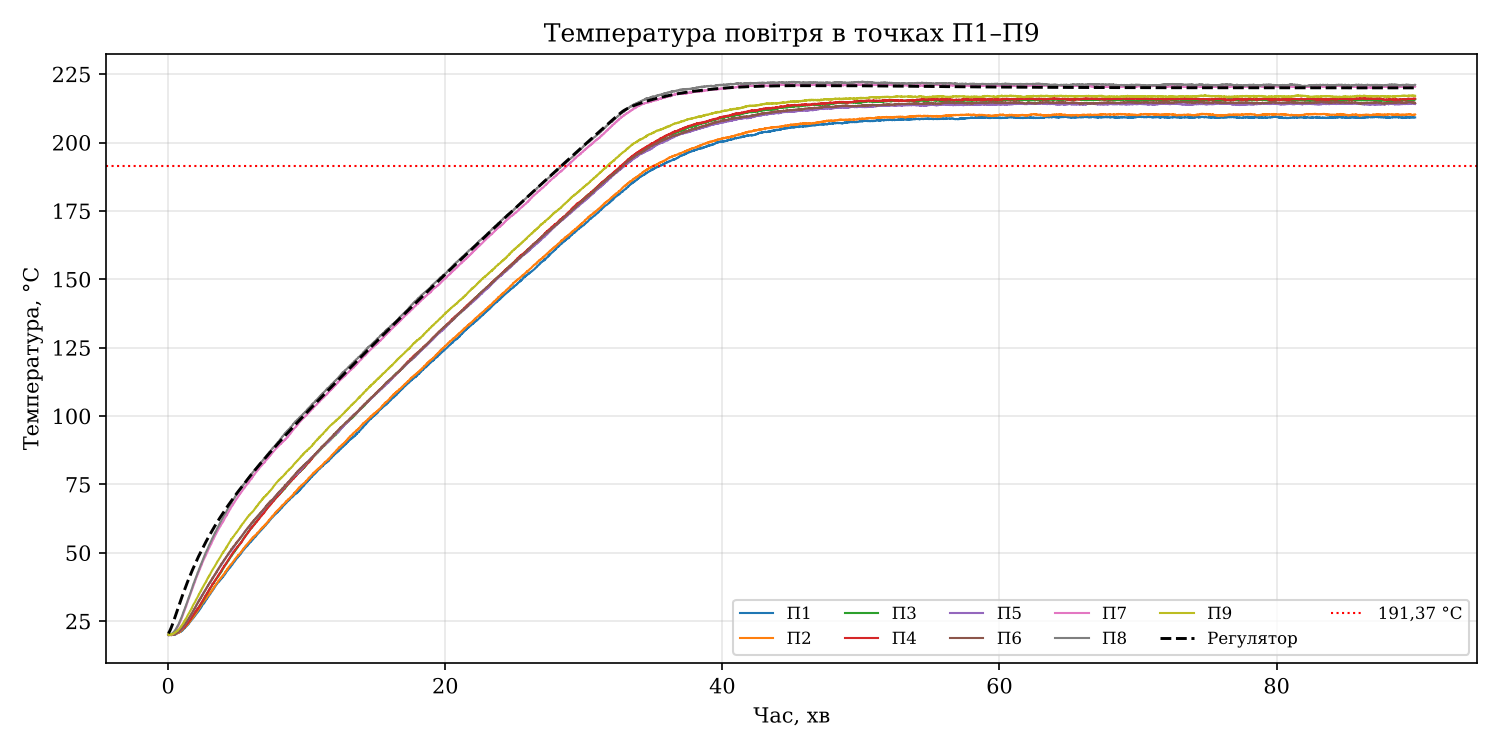 Температура повітря в точках П1–П9
Температура, °C
225
200
175
150
125
100
75
50
25
0
20
40
60
80
Час, хв
П1
П2
П3
П4
П5
П6
П7
П8
П9
Регулятор
191,37 °C